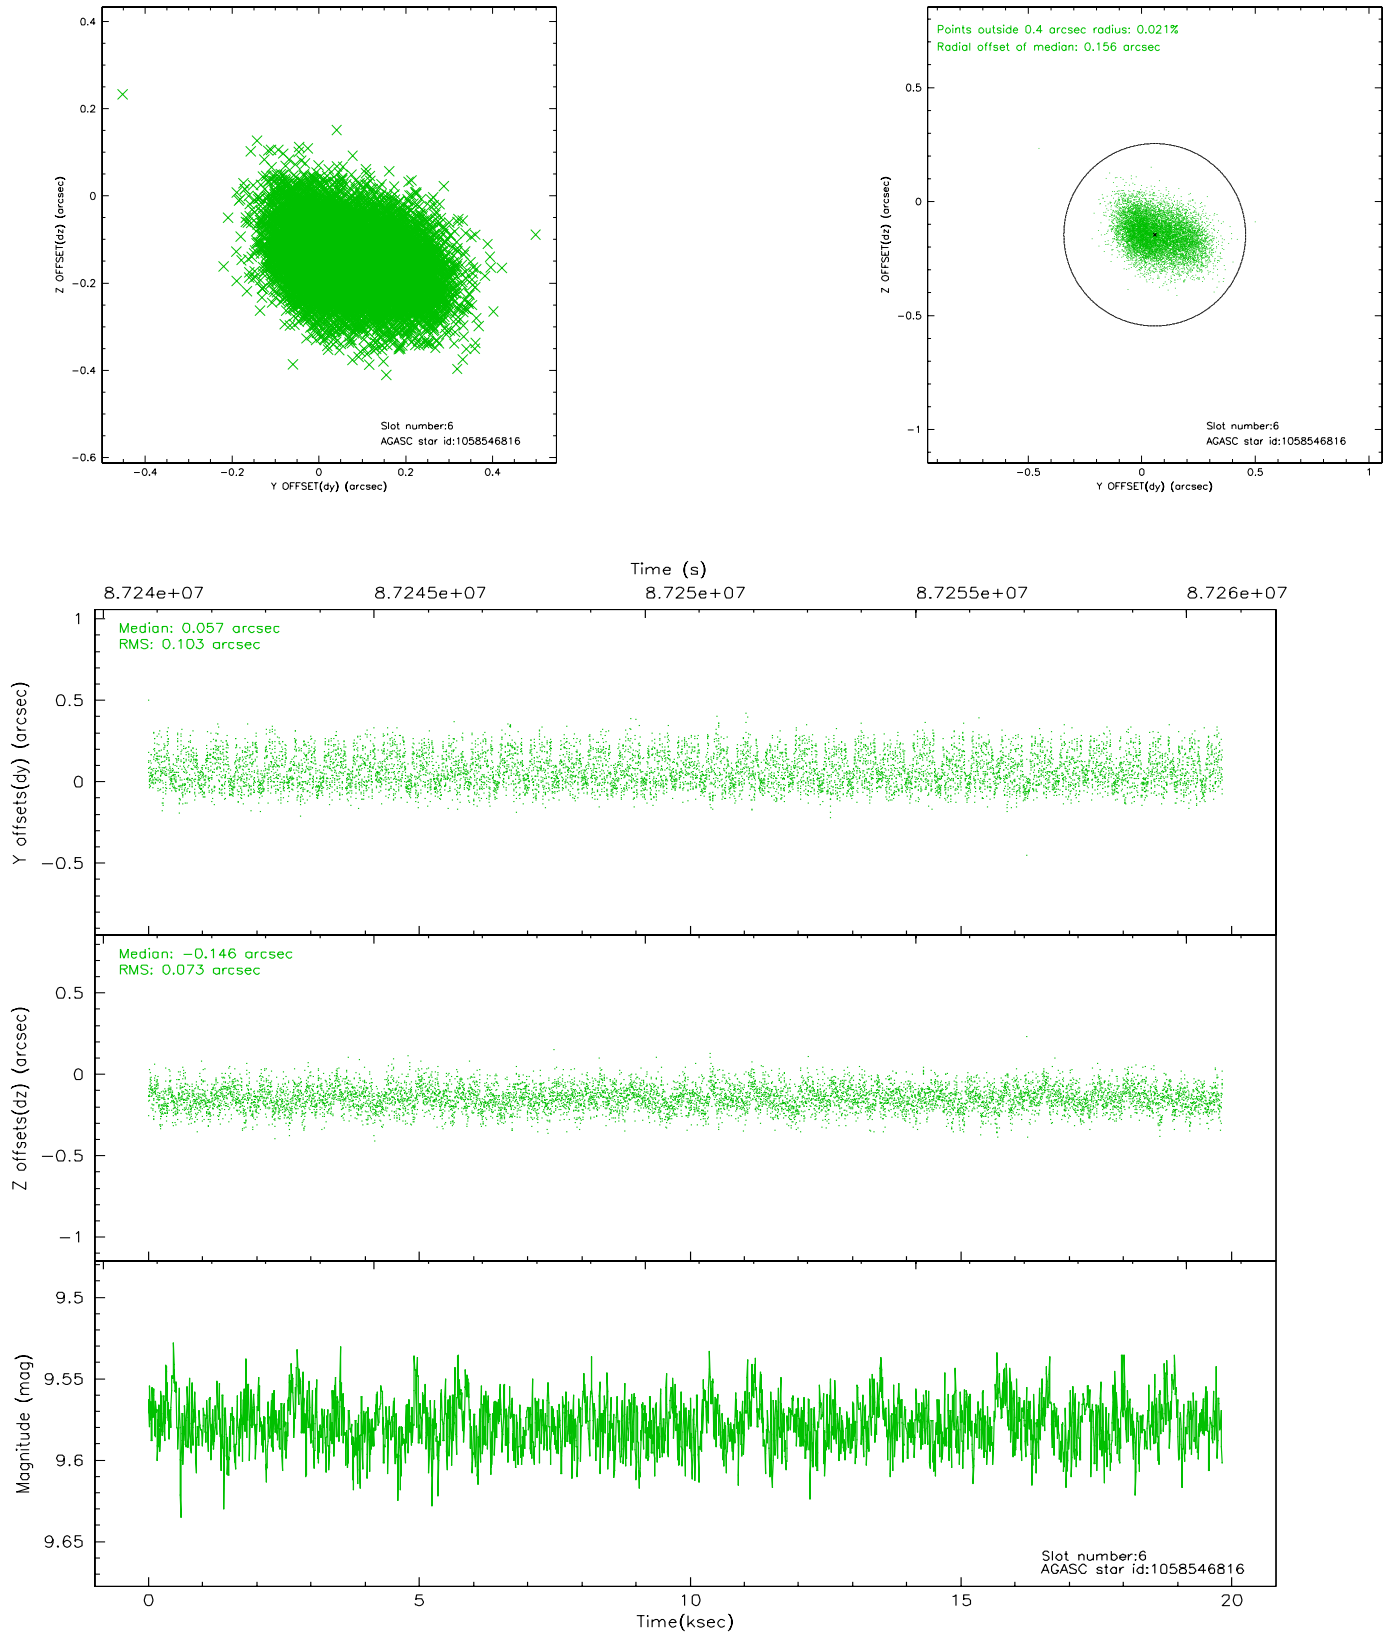 0.4
0.2
0
-0.2
-0.4
-0.6
Z OFFSET(dz) (arcsec)
Slot number:6
AGASC star id:1058546816
-0.4
-0.2
0
0.2
0.4
Y OFFSET(dy) (arcsec)
Points outside 0.4 arcsec radius: 0.021%
Radial offset of median: 0.156 arcsec
0.5
0
-0.5
-1
Z OFFSET(dz) (arcsec)
Slot number:6
AGASC star id:1058546816
-0.5
0
0.5
1
Y OFFSET(dy) (arcsec)
Time (s)
8.724e+07
8.7245e+07
8.725e+07
8.7255e+07
8.726e+07
Median: 0.057 arcsec
RMS: 0.103 arcsec
1
0.5
0
-0.5
Y offsets(dy) (arcsec)
Median: -0.146 arcsec
RMS: 0.073 arcsec
0.5
0
-0.5
-1
Z offsets(dz) (arcsec)
9.5
9.55
9.6
9.65
Magnitude (mag)
Slot number:6
AGASC star id:1058546816
0
5
10
15
20
Time(ksec)